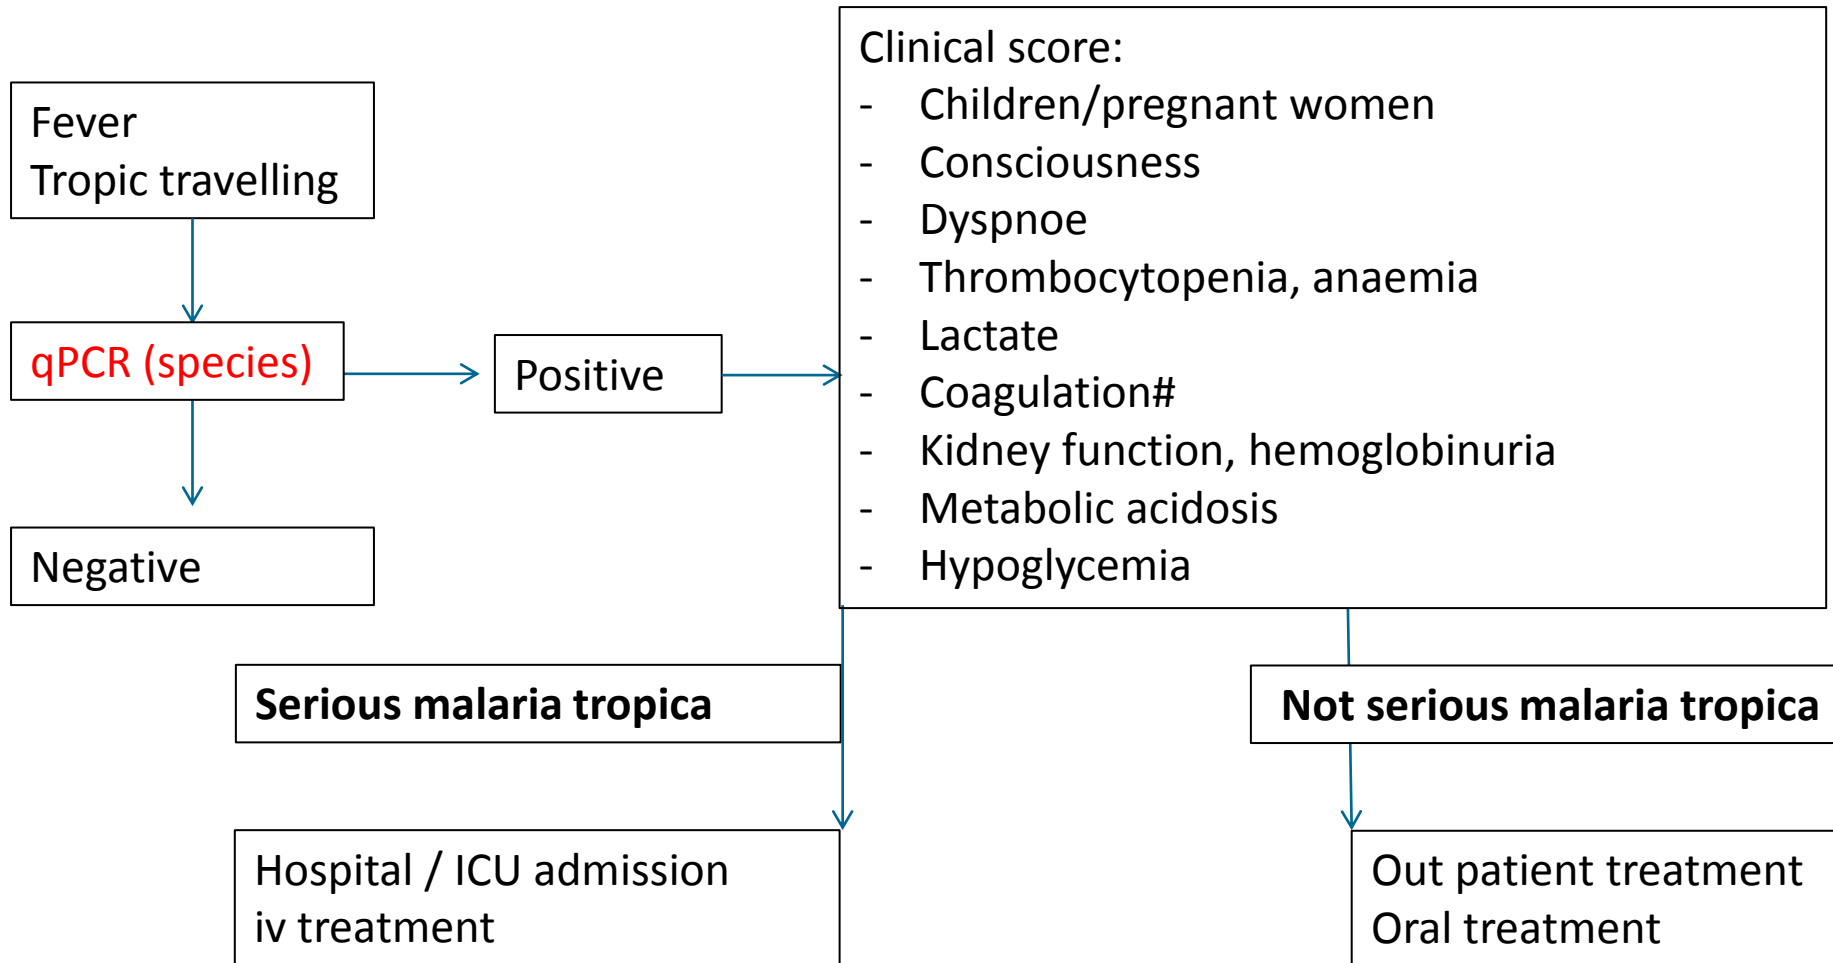 Fever
Tropic travelling
qPCR (species)
Positive
Negative
Clinical score:
- Children/pregnant women
- Consciousness
- Dyspnoe
- Thrombocytopenia, anaemia
- Lactate
- Coagulation#
- Kidney function, hemoglobinuria
- Metabolic acidosis
- Hypoglycemia
Serious malaria tropica
Not serious malaria tropica
Hospital / ICU admission
iv treatment
Out patient treatment
Oral treatment